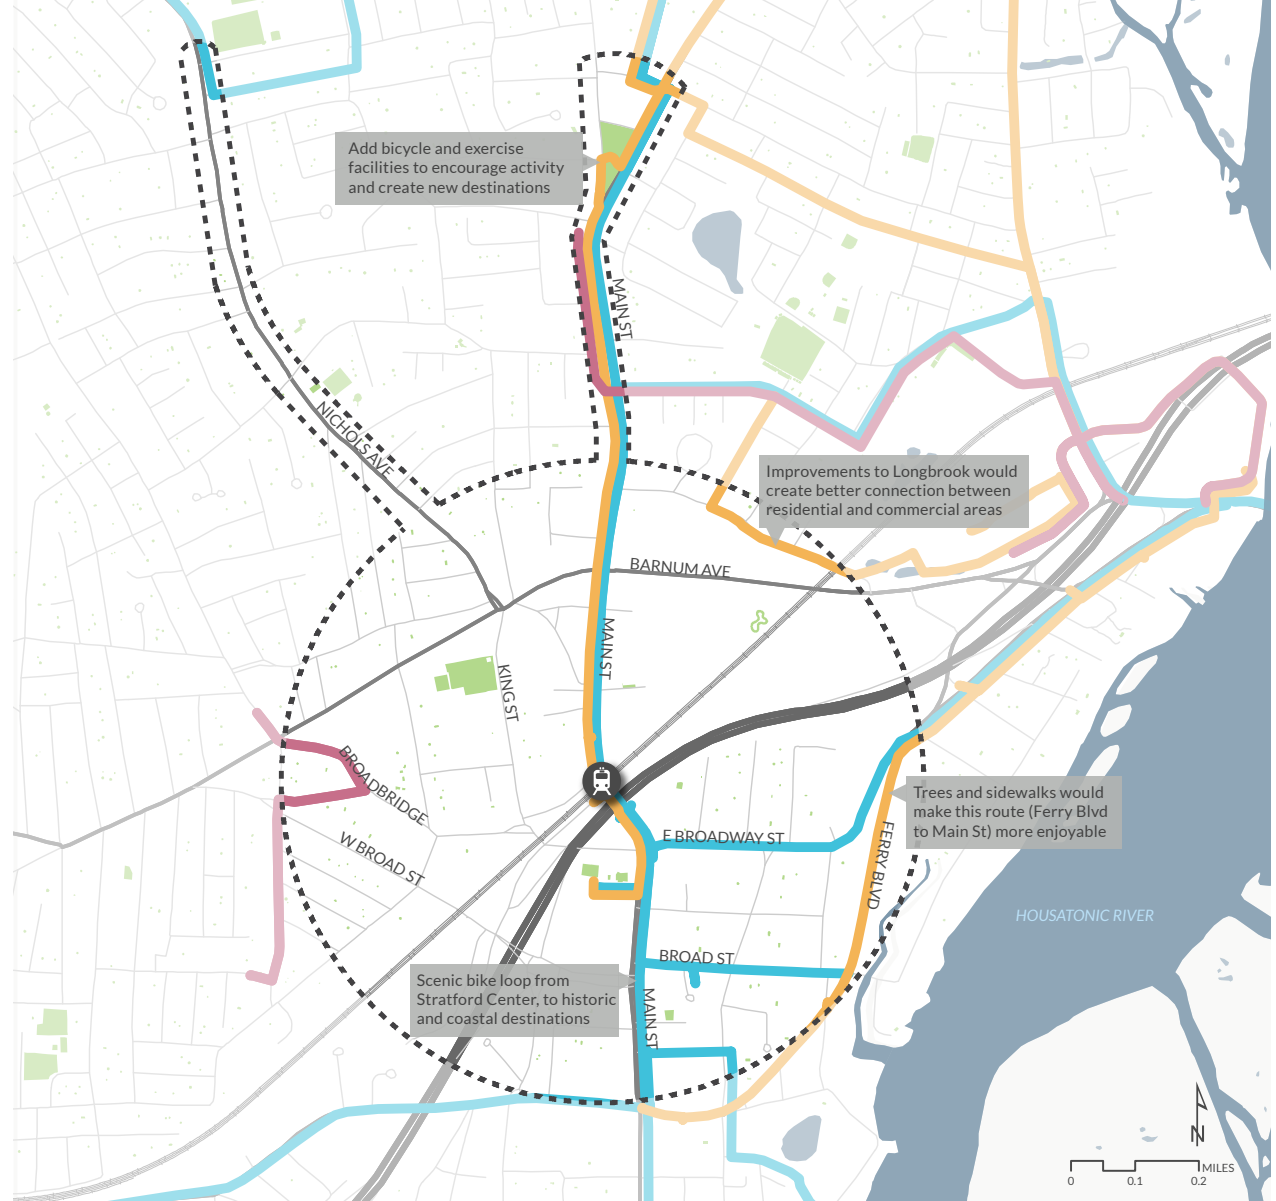 Add bicycle and exercise
facilities to encourage activity
and create new destinations
MAIN ST
NICHOLS AVE
Improvements to Longbrook would
create better connection between
residential and commercial areas
BARNUM AVE
MAIN ST
KING ST
BROADBRIDGE
W BROAD ST
E BROADWAY ST
Trees and sidewalks would
make this route (Ferry Blvd
to Main St) more enjoyable
FERRY BLVD
HOUSATONIC RIVER
BROAD ST
Scenic bike loop from
Stratford Center, to historic
and coastal destinations
MAIN ST
N
MILES
0 0.1 0.2